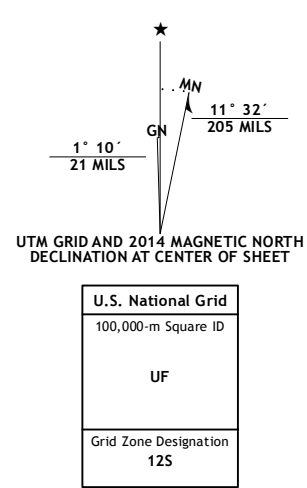 MN
GN
11° 32´
205 MILS
1° 10´
21 MILS
UTM GRID AND 2014 MAGNETIC NORTH
DECLINATION AT CENTER OF SHEET
U.S. National Grid
100,000-m Square ID
UF
Grid Zone Designation
12S